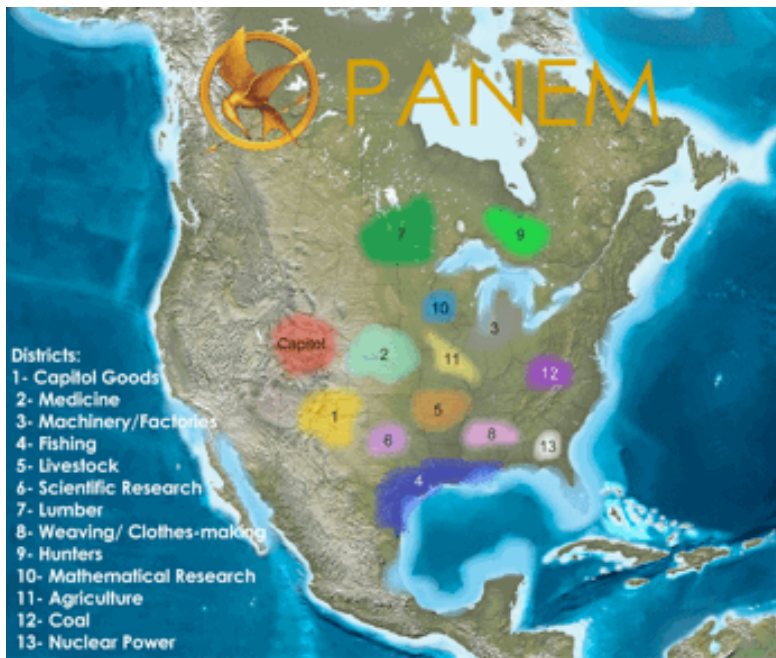 PANEM
7
9
10
3
Capitol
2
11
12
1
5
6
8
13
4
Districts:
1- Capitol Goods
2- Medicine
3- Machinery/Factories
4- Fishing
5- Livestock
6- Scientific Research
7- Lumber
8- Weaving/ Clothes-making
9- Hunters
10- Mathematical Research
11- Agriculture
12- Coal
13- Nuclear Power